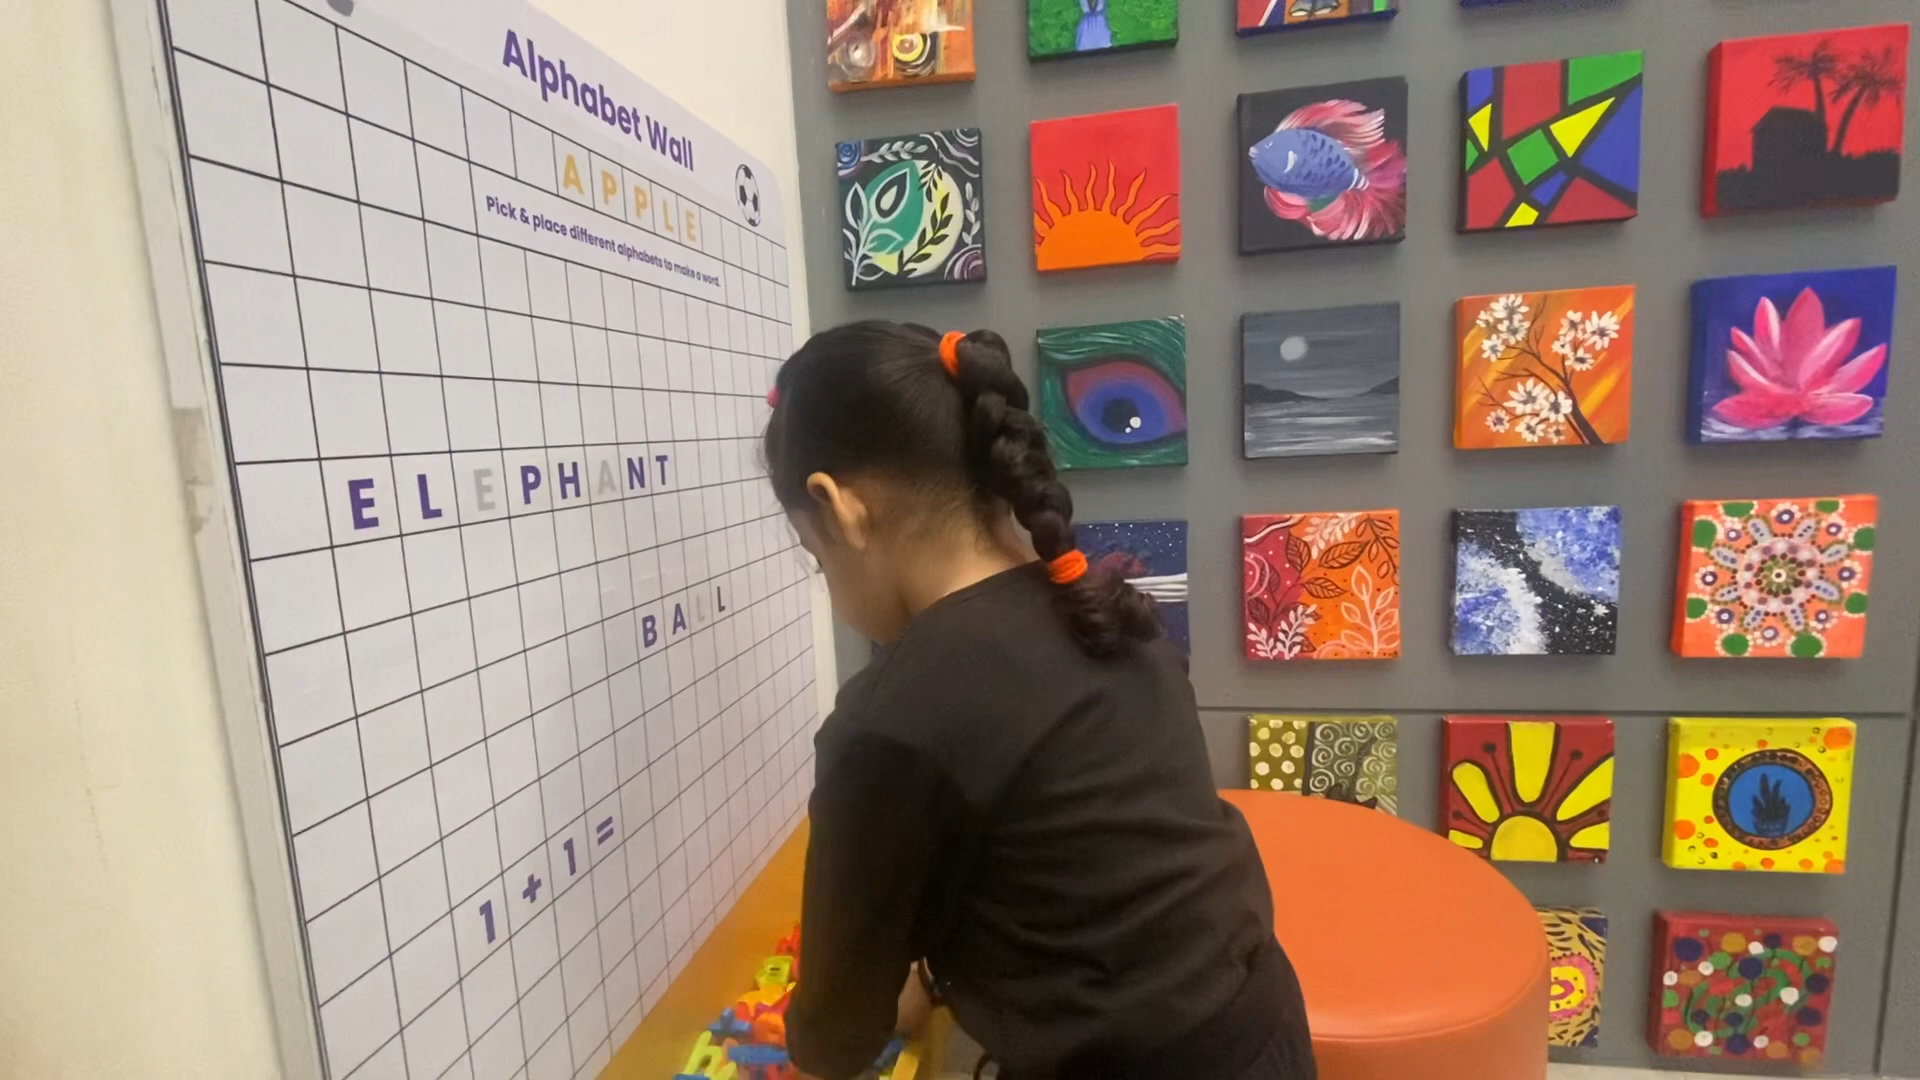 Alphabet Wall
APPLE
Pick & place different alphabets to make a word.
ELEPHANT
BALL
1 + 1 =